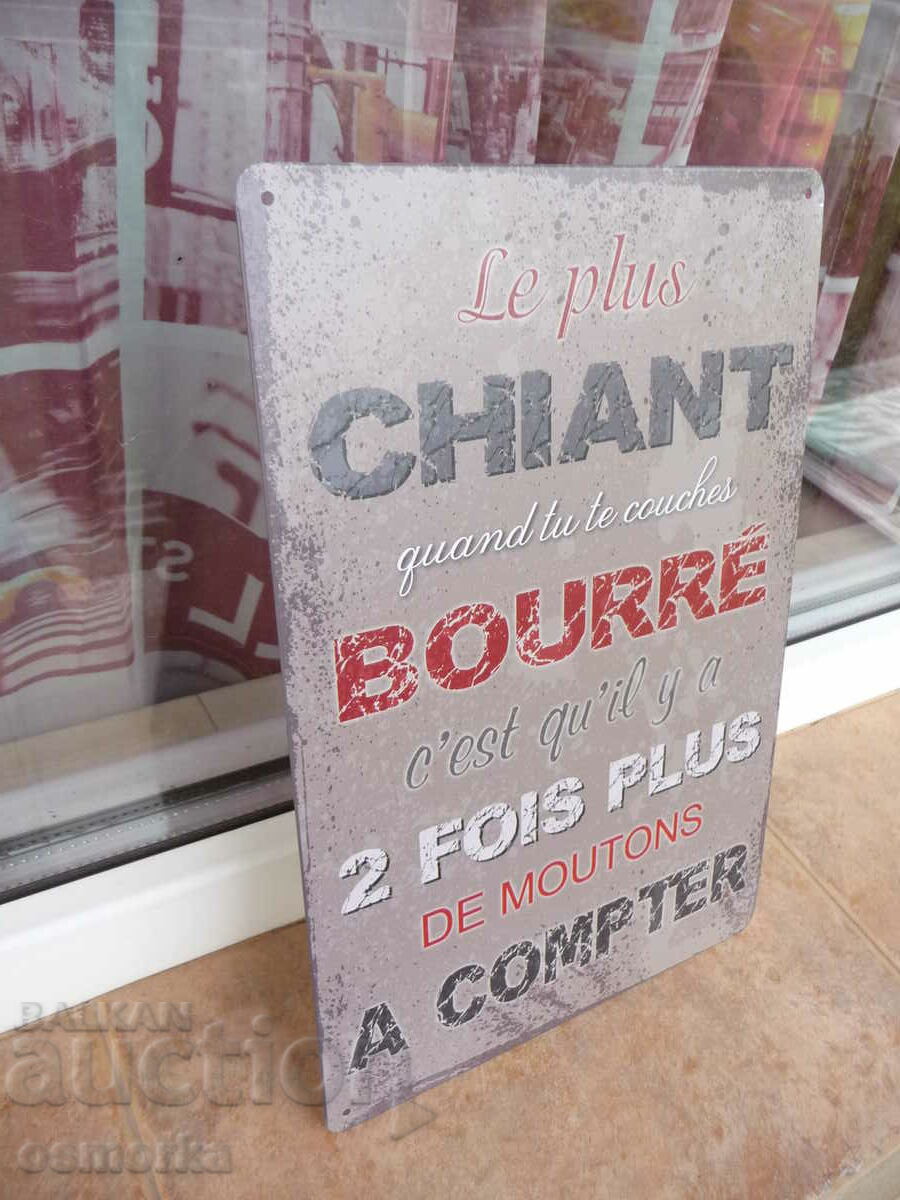 Le plus
CHIANT
quand tu te couches
BOURRÉ
c'est qu'il y a
2 FOIS PLUS
DE MOUTONS
A COMPTER
BALKAN
auction
osmorka